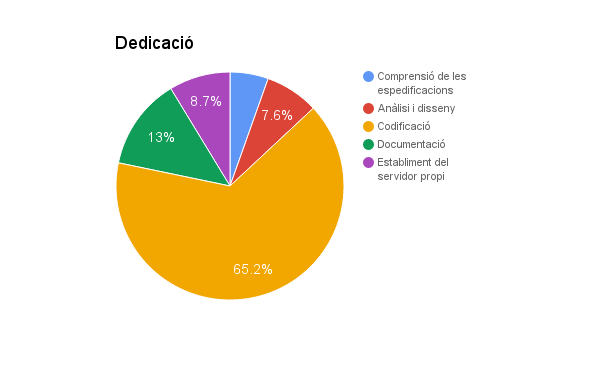 Dedicació
Comprensió de les
espedificacions
Anàlisi i disseny
Codificació
Documentació
Establiment del
servidor propi
8.7%
7.6%
13%
65.2%